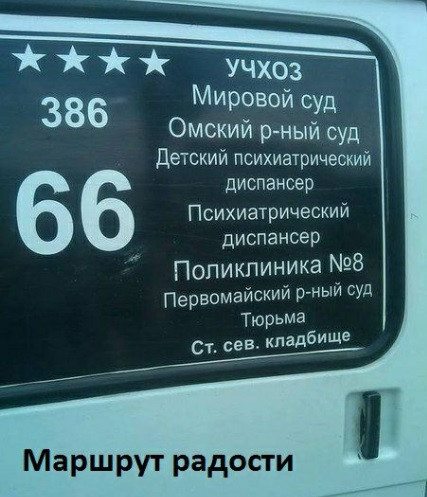 ★★★★
386
66
УЧХОЗ
Мировой суд
Омский р-ный суд
Детский психиатрический
диспансер
Психиатрический
диспансер
Поликлиника №8
Первомайский р-ный суд
Тюрьма
Ст. сев. кладбище
Маршрут радости